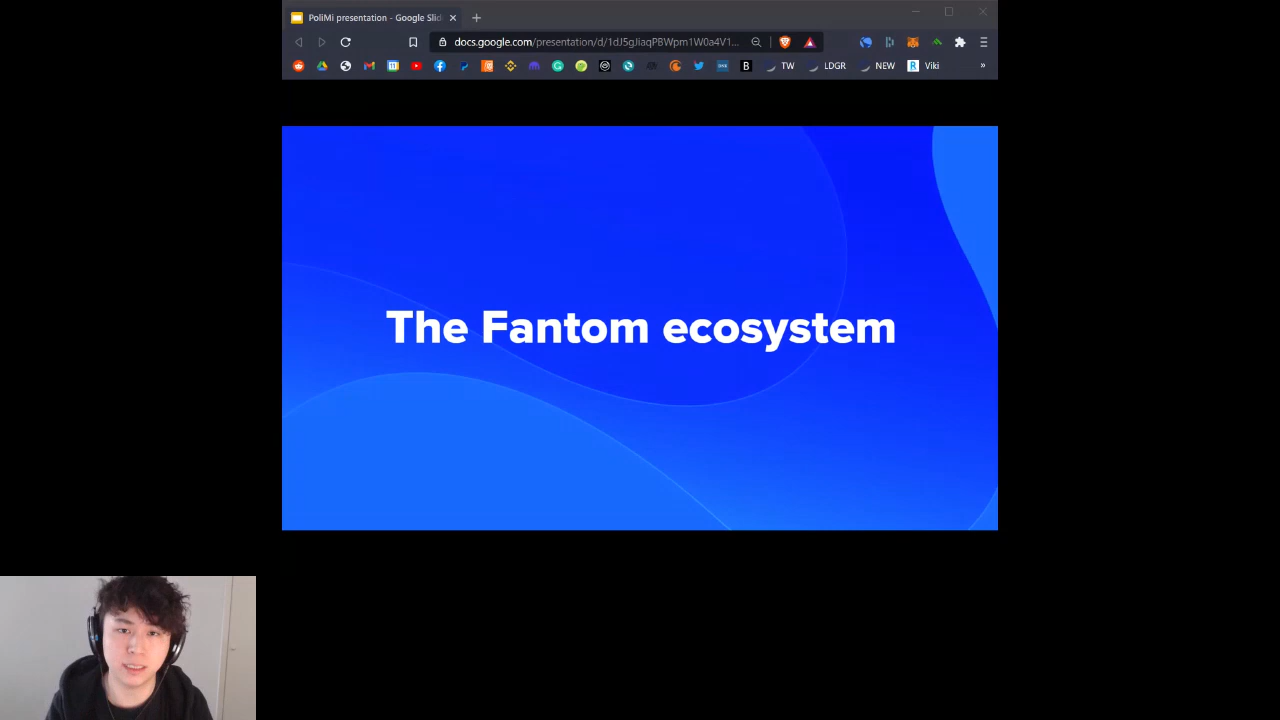 PoliMi presentation - Google Slid
docs.google.com/presentation/d/1dJ5gJiaqPBWpm1W0a4V1...
TW
LDGR
NEW
Viki
The Fantom ecosystem